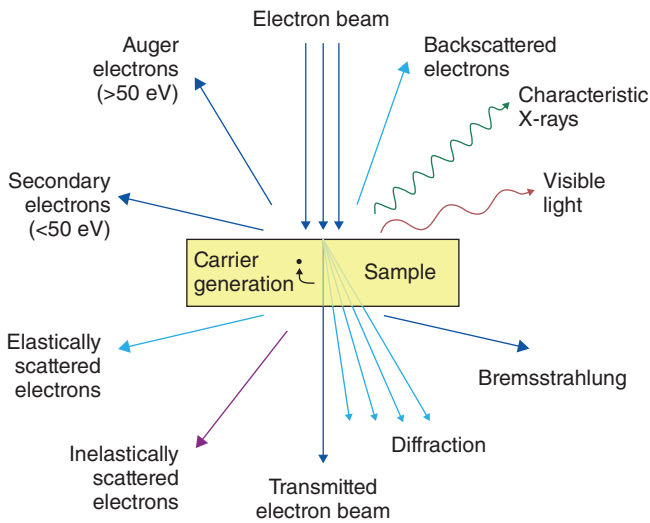 Electron beam
Auger
electrons
(>50 eV)
Backscattered
electrons
Characteristic
X-rays
Secondary
electrons
(<50 eV)
Visible
light
Carrier
generation
Sample
Elastically
scattered
electrons
Bremsstrahlung
Inelastically
scattered
electrons
Diffraction
Transmitted
electron beam